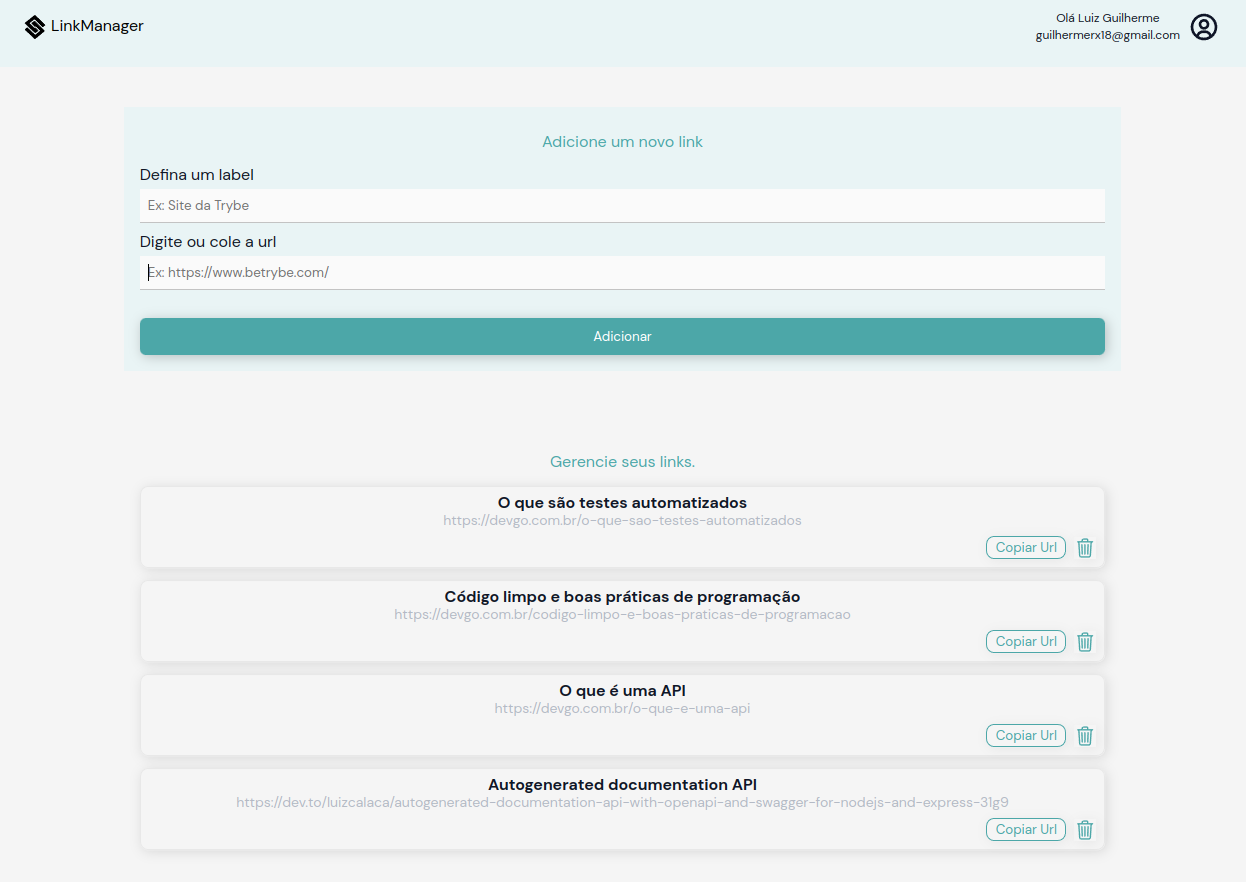 LinkManager
Olá Luiz Guilherme
guilhermerx18@gmail.com
Adicione um novo link
Defina um label
Ex: Site da Trybe
Digite ou cole a url
Ex: https://www.betrybe.com/
Adicionar
Gerencie seus links.
O que são testes automatizados
https://devgo.com.br/o-que-sao-testes-automatizados
Copiar Url
Código limpo e boas práticas de programação
https://devgo.com.br/codigo-limpo-e-boas-praticas-de-programacao
Copiar Url
O que é uma API
https://devgo.com.br/o-que-e-uma-api
Copiar Url
Autogenerated documentation API
https://dev.to/luizcalaca/autogenerated-documentation-api-with-openapi-and-swagger-for-nodejs-and-express-31g9
Copiar Url